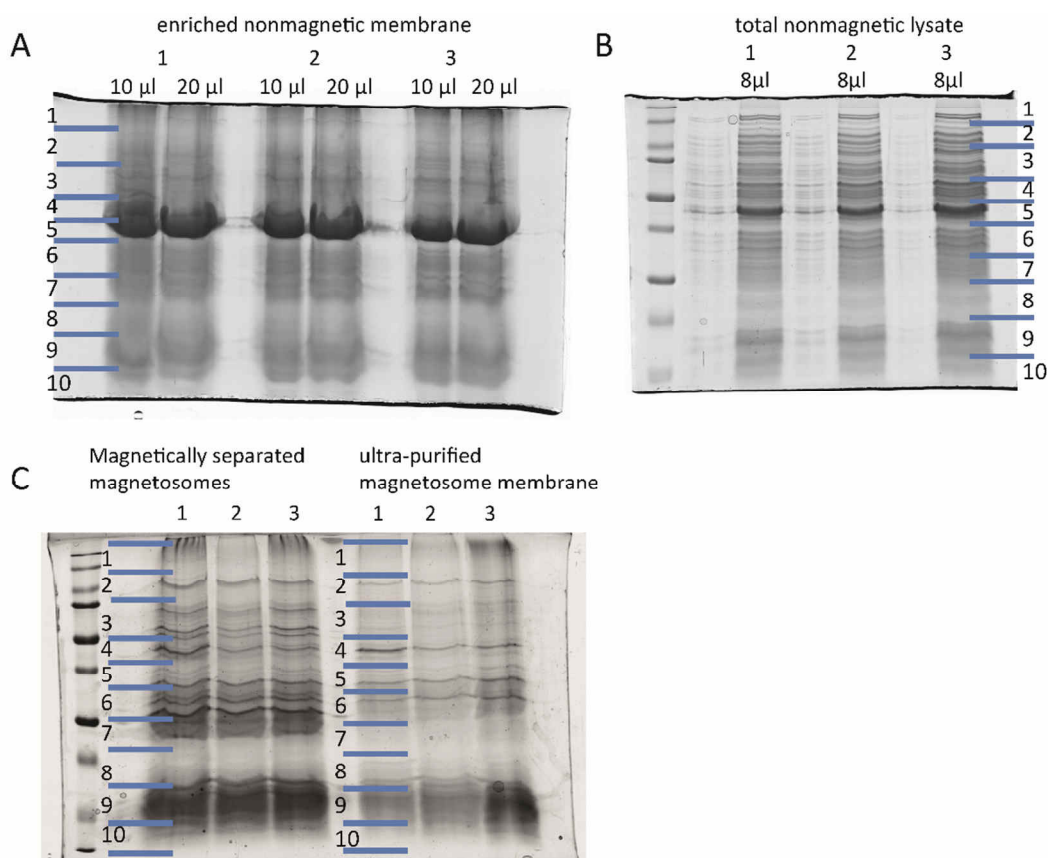 A
enriched nonmagnetic membrane
1 2 3
10 µl 20 µl 10 µl 20 µl 10 µl 20 µl
1
2
3
4
5
6
7
8
9
10
B
total nonmagnetic lysate
1 2 3
8µl 8µl 8µl
1
2
3
4
5
6
7
8
9
10
C
Magnetically separated
magnetosomes
1 2 3
1
2
3
4
5
6
7
8
9
10
ultra-purified
magnetosome membrane
1 2 3
1
2
3
4
5
6
7
8
9
10